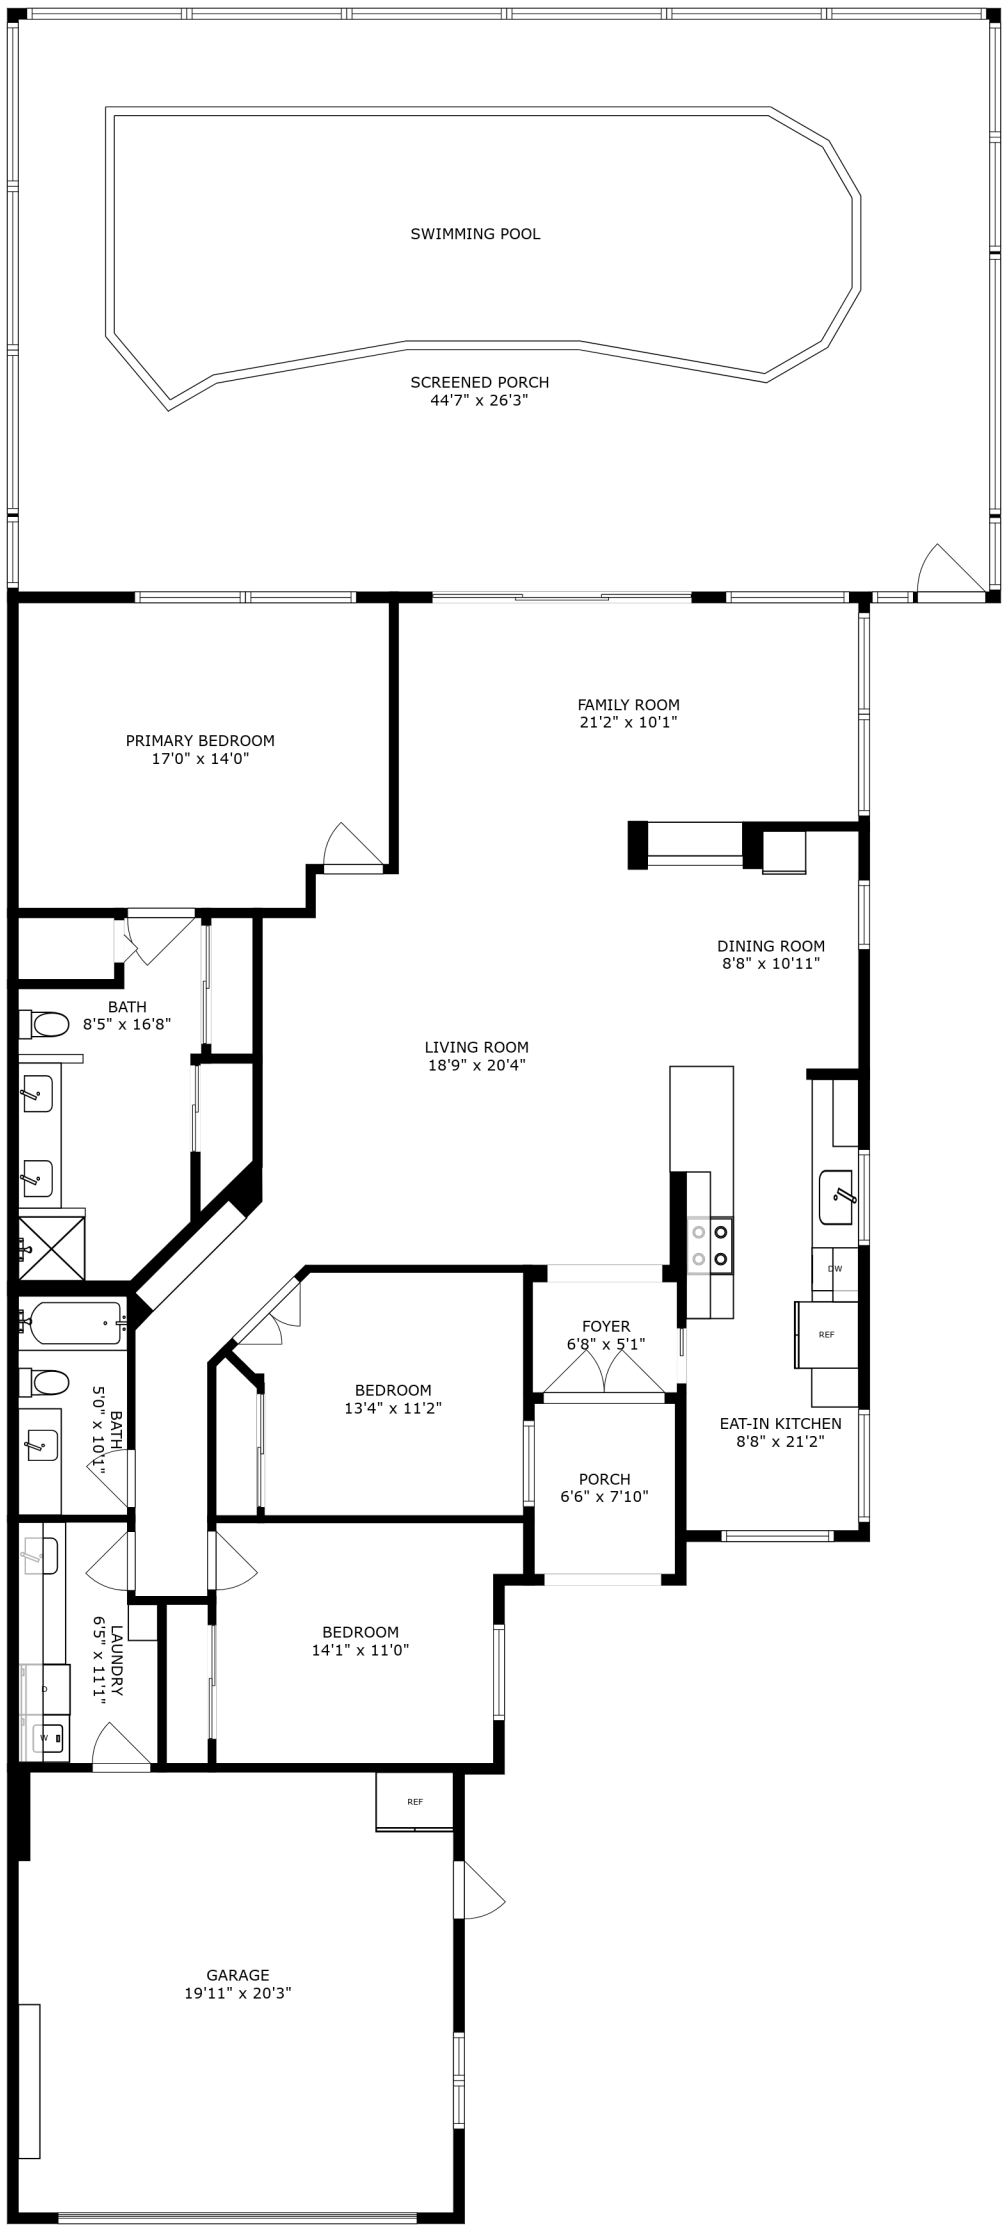 SWIMMING POOL
SCREENED PORCH
44'7" x 26'3"
FAMILY ROOM
21'2" x 10'1"
PRIMARY BEDROOM
17'0" x 14'0"
DINING ROOM
8'8" x 10'11"
BATH
8'5" x 16'8"
LIVING ROOM
18'9" x 20'4"
DW
REF
FOYER
6'8" x 5'1"
BEDROOM
13'4" x 11'2"
BATH
5'0" x 10'1"
EAT-IN KITCHEN
8'8" x 21'2"
PORCH
6'6" x 7'10"
BEDROOM
14'1" x 11'0"
LAUNDRY
6'5" x 11'1"
D
W
REF
GARAGE
19'11" x 20'3"